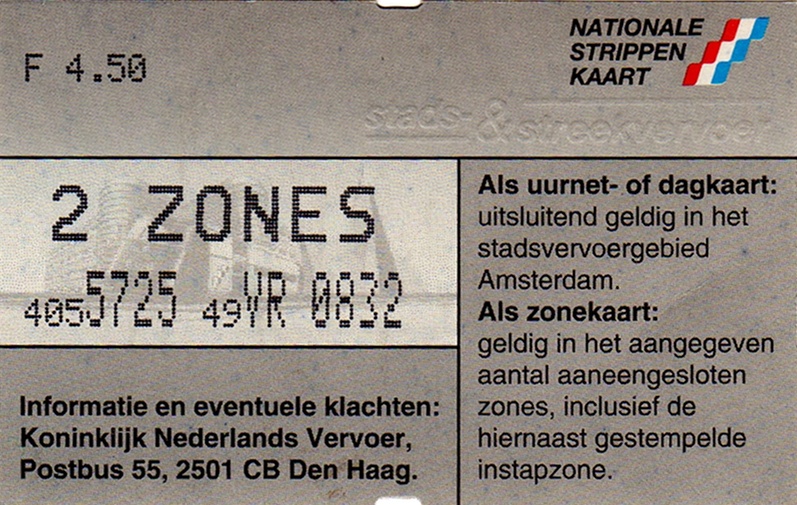 F 4.50
NATIONALE
STRIPPEN
KAART
stads- & streekvervoer
2 ZONES
4055725 49VR 0832
Als uurnet- of dagkaart:
uitsluitend geldig in het
stadsvervoergebied
Amsterdam.
Als zonekaart:
geldig in het aangegeven
aantal aaneengesloten
zones, inclusief de
hiernaast gestempelde
instapzone.
Informatie en eventuele klachten:
Koninklijk Nederlands Vervoer,
Postbus 55, 2501 CB Den Haag.